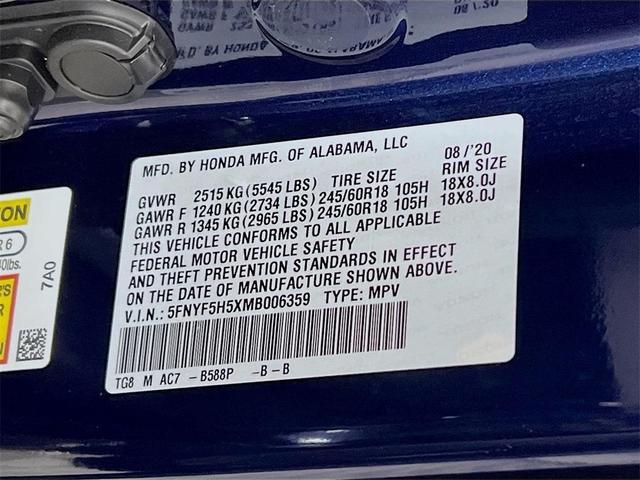 08 /'20
MFD. BY HONDA MFG. OF ALABAMA, LLC 08 /'20
GVWR 2515 KG (5545 LBS) TIRE SIZE RIM SIZE
GAWR F 1240 KG (2734 LBS) 245/60R18 105H 18X8.0J
GAWR R 1345 KG (2965 LBS) 245/60R18 105H 18X8.0J
THIS VEHICLE CONFORMS TO ALL APPLICABLE
FEDERAL MOTOR VEHICLE SAFETY
AND THEFT PREVENTION STANDARDS IN EFFECT
ON THE DATE OF MANUFACTURE SHOWN ABOVE.
V.I.N.: 5FNYF5H5XMB006359 TYPE: MPV
TG8 M AC7 - B588P -B - B
7A0